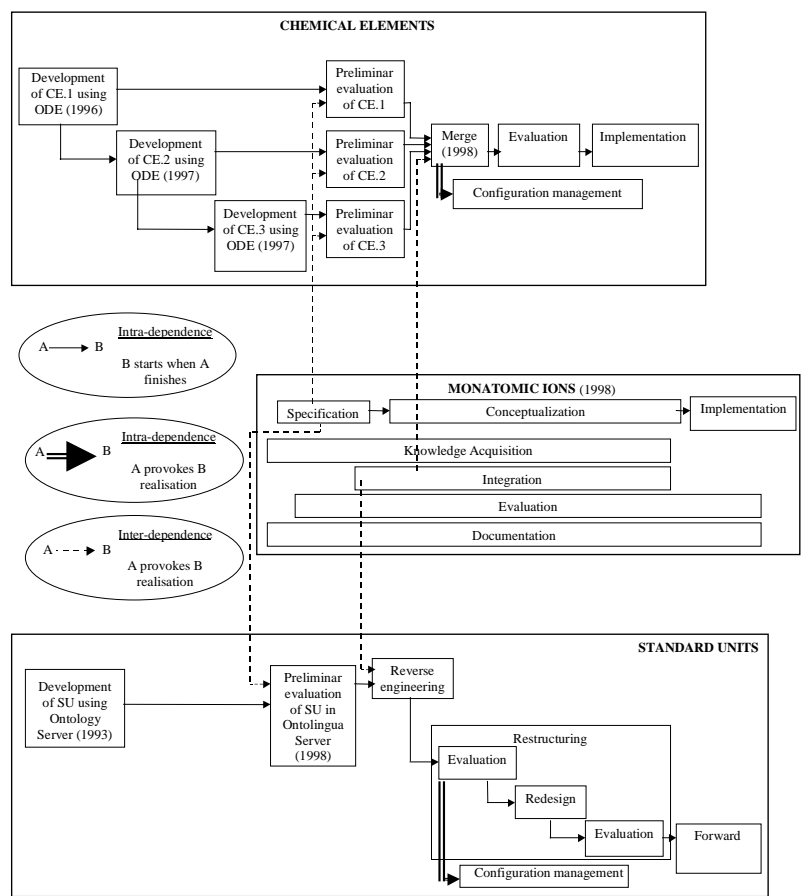 CHEMICAL ELEMENTS
Development
of CE.1 using
ODE (1996)
Preliminar
evaluation
of CE.1
Development
of CE.2 using
ODE (1997)
Preliminar
evaluation
of CE.2
Merge
(1998)
Evaluation
Implementation
Configuration management
Development
of CE.3 using
ODE (1997)
Preliminar
evaluation
of CE.3
Intra-dependence
A
B
B starts when A
finishes
Intra-dependence
A
B
A provokes B
realisation
Inter-dependence
A
B
A provokes B
realisation
MONATOMIC IONS (1998)
Specification
Conceptualization
Implementation
Knowledge Acquisition
Integration
Evaluation
Documentation
STANDARD UNITS
Development
of SU using
Ontology
Server (1993)
Preliminar
evaluation
of SU in
Ontolingua
Server
(1998)
Reverse
engineering
Restructuring
Evaluation
Redesign
Evaluation
Forward
Configuration management